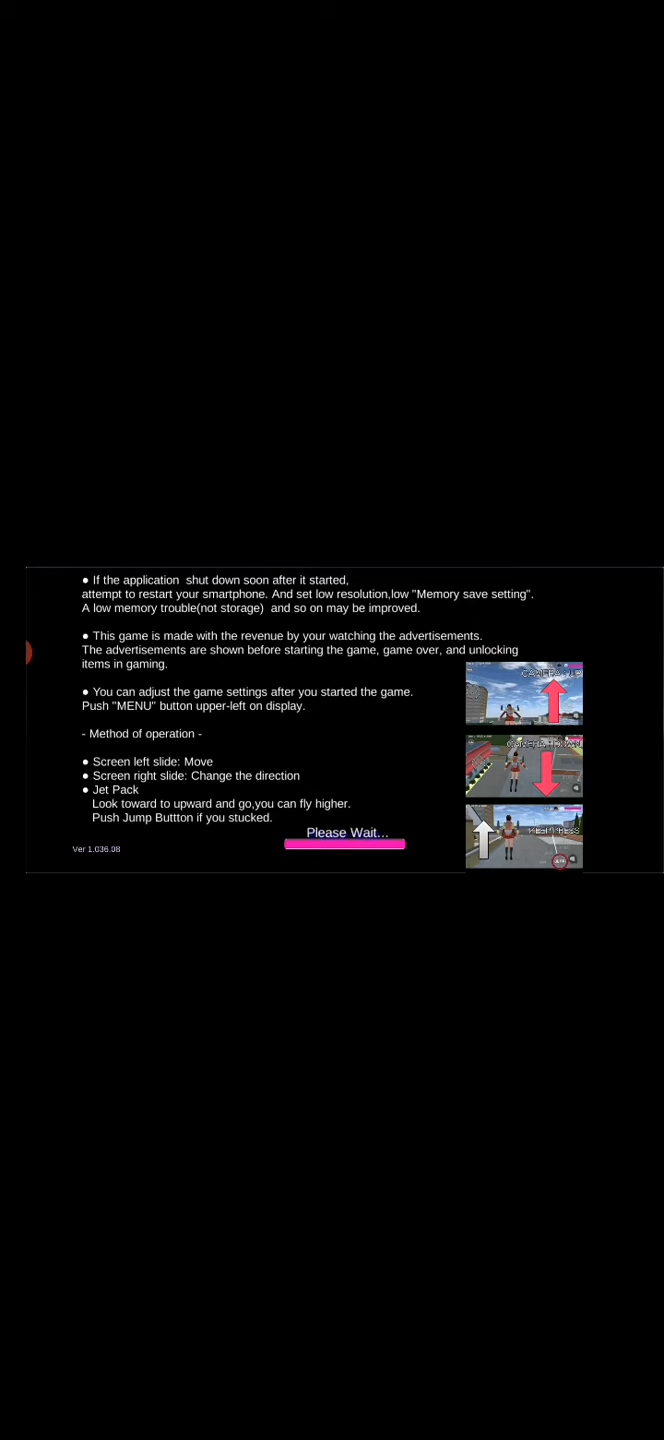 ● If the application  shut down soon after it started,
attempt to restart your smartphone. And set low resolution,low "Memory save setting".
A low memory trouble(not storage)  and so on may be improved.
● This game is made with the revenue by your watching the advertisements.
The advertisements are shown before starting the game, game over, and unlocking
items in gaming.
● You can adjust the game settings after you started the game.
Push "MENU" button upper-left on display.
- Method of operation -
● Screen left slide: Move
● Screen right slide: Change the direction
● Jet Pack
Look toward to upward and go,you can fly higher.
Push Jump Buttton if you stucked.
CAMERA : UP
CAMERA : DOWN
Please Wait...
Ver 1.036.08